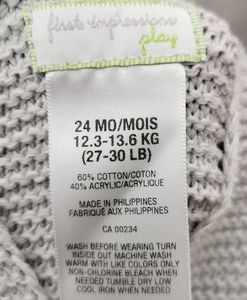 first impressions
play
24 MO/MOIS
12.3-13.6 KG
(27-30 LB)
60% COTTON/COTON
40% ACRYLIC/ACRYLIQUE
MADE IN PHILIPPINES
FABRIQUÉ AUX PHILIPPINES
CA 00234
WASH BEFORE WEARING TURN
INSIDE OUT MACHINE WASH
WARM WITH LIKE COLORS ONLY
NON-CHLORINE BLEACH WHEN
NEEDED TUMBLE DRY LOW
COOL IRON WHEN NEEDED